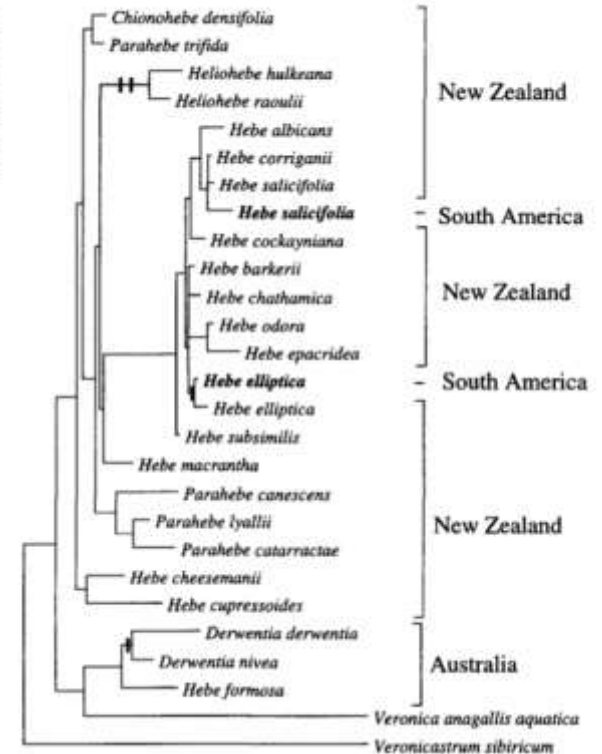 Chionohebe densifolia
Parahebe trifida
Heliohebe hulkeana
Heliohebe raoulii
New Zealand
Hebe albicans
Hebe corriganii
Hebe salicifolia
Hebe salicifolia
South America
Hebe cockayniana
Hebe barkerii
Hebe chathamica
New Zealand
Hebe odora
Hebe epacridea
Hebe elliptica
South America
Hebe elliptica
Hebe subsimilis
Hebe macrantha
Parahebe canescens
Parahebe lyallii
New Zealand
Parahebe catarractae
Hebe cheesemanii
Hebe cupressoides
Derwentia derwentia
Derwentia nivea
Australia
Hebe formosa
Veronica anagallis aquatica
Veronicastrum sibiricum